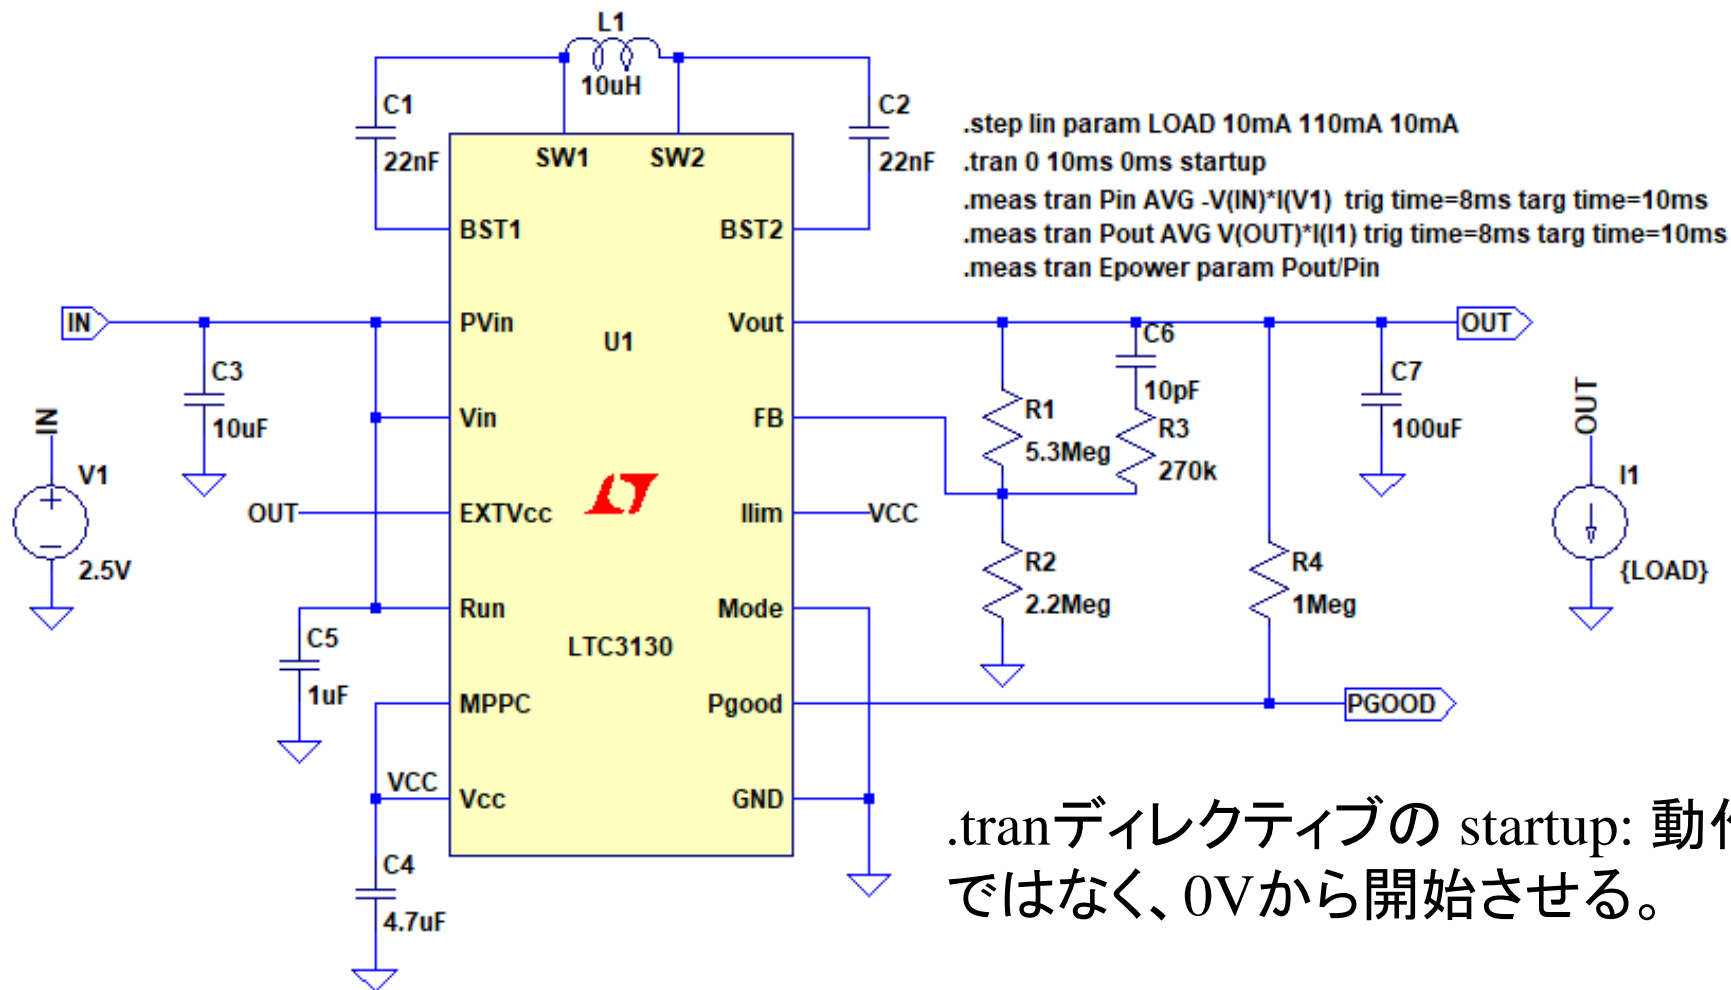 L1
10uH
C1
22nF
C2
22nF
.step lin param LOAD 10mA 110mA 10mA
.tran 0 10ms 0ms startup
.meas tran Pin AVG -V(IN)*I(V1)  trig time=8ms targ time=10ms
.meas tran Pout AVG V(OUT)*I(I1) trig time=8ms targ time=10ms
.meas tran Epower param Pout/Pin
SW1 SW2
BST1 BST2
IN
PVin Vout
OUT
U1
C3
10uF
C6
10pF
C7
100uF
IN
V1
2.5V
Vin FB
R1
5.3Meg
R3
270k
OUT
I1
{LOAD}
OUT
EXTVcc Ilim
VCC
R2
2.2Meg
R4
1Meg
Run Mode
C5
1uF
LTC3130
MPPC Pgood
PGOOD
VCC
Vcc GND
C4
4.7uF
.tranディレクティブの startup: 動
ではなく、0Vから開始させる。